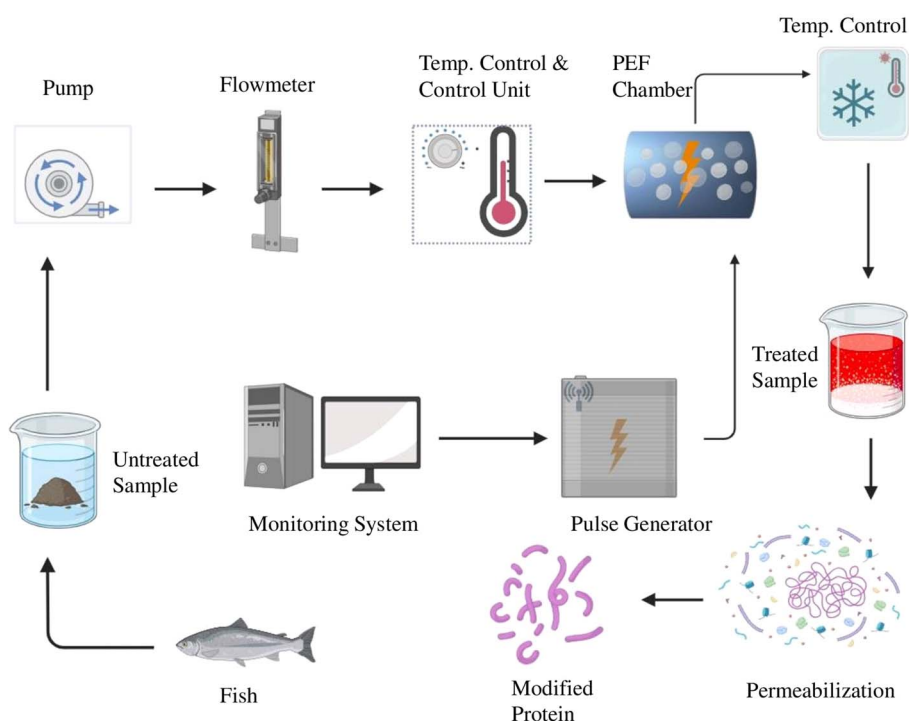 Temp. Control
Pump
Flowmeter
Temp. Control &
Control Unit
PEF
Chamber
Untreated
Sample
Monitoring System
Pulse Generator
Treated
Sample
Fish
Modified
Protein
Permeabilization